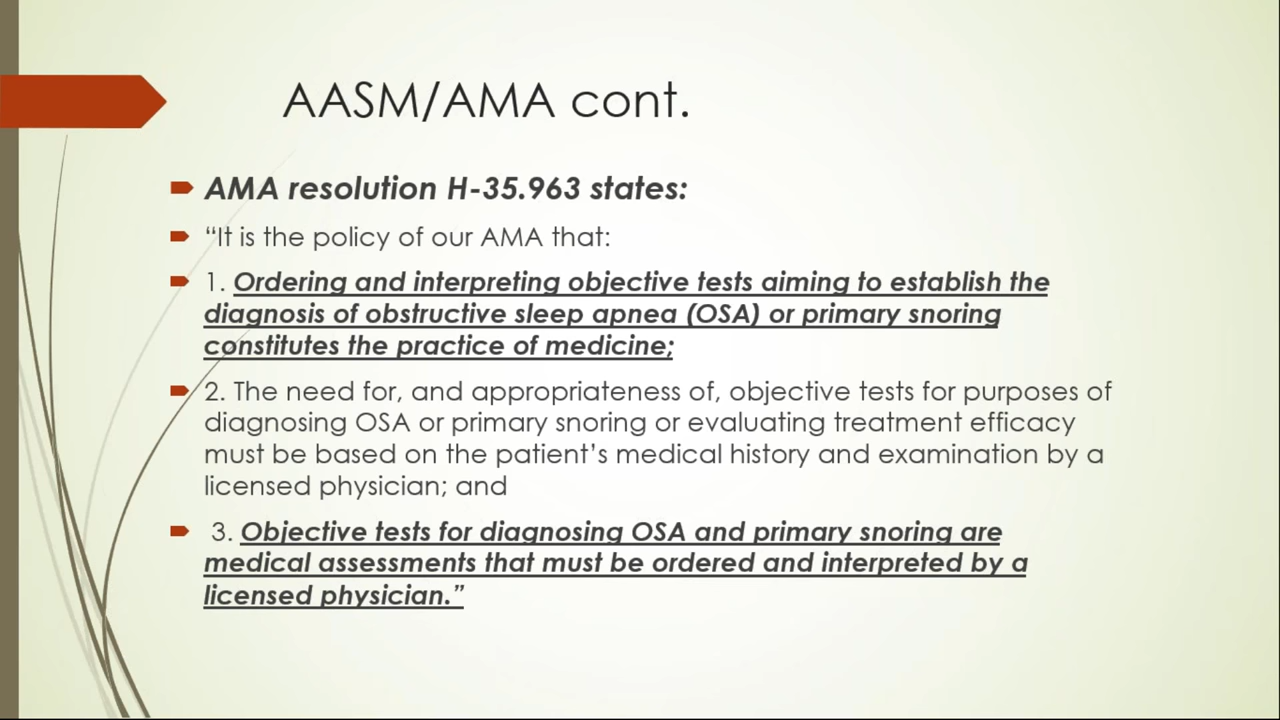 AASM/AMA cont.
AMA resolution H-35.963 states:
“It is the policy of our AMA that:
1. Ordering and interpreting objective tests aiming to establish the
diagnosis of obstructive sleep apnea (OSA) or primary snoring
constitutes the practice of medicine;
2. The need for, and appropriateness of, objective tests for purposes of
diagnosing OSA or primary snoring or evaluating treatment efficacy
must be based on the patient’s medical history and examination by a
licensed physician; and
3. Objective tests for diagnosing OSA and primary snoring are
medical assessments that must be ordered and interpreted by a
licensed physician.”